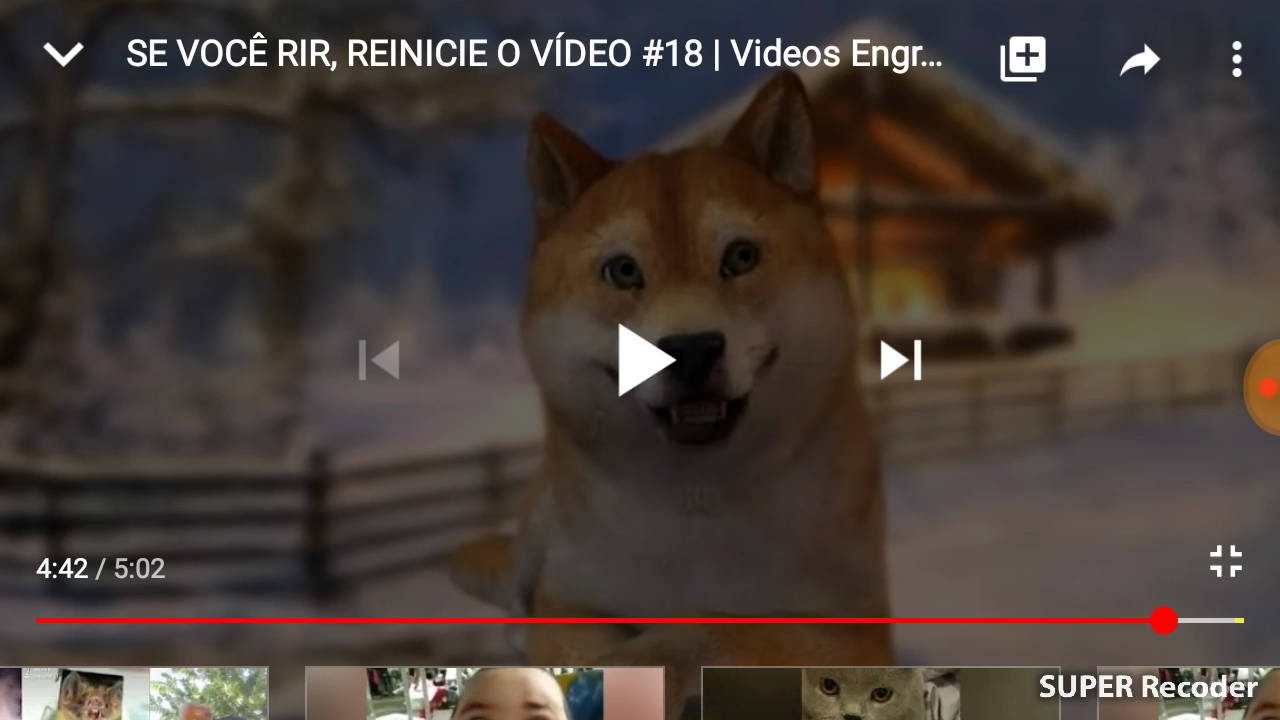 SE VOCÊ RIR, REINICIE O VÍDEO #18 | Videos Engr...
4:42 / 5:02
SUPER Recoder